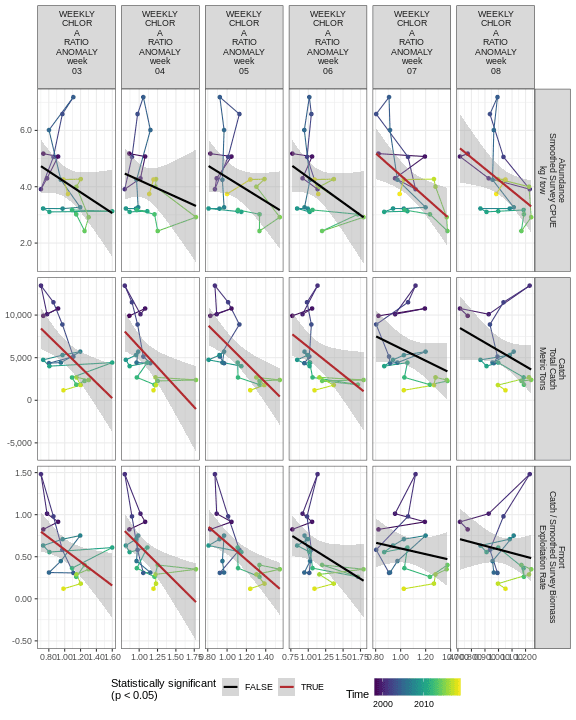 WEEKLY CHLOR A RATIO ANOMALY week 03
WEEKLY CHLOR A RATIO ANOMALY week 04
WEEKLY CHLOR A RATIO ANOMALY week 05
WEEKLY CHLOR A RATIO ANOMALY week 06
WEEKLY CHLOR A RATIO ANOMALY week 07
WEEKLY CHLOR A RATIO ANOMALY week 08
6.0
4.0
2.0
Abundance
Smoothed Survey CPUE
kg / tow
10,000
5,000
0
-5,000
Catch
Total Catch
Metric Tons
1.50
1.00
0.50
0.00
-0.50
Fmort
Catch / Smoothed Survey Biomass
Exploitation Rate
0.80 1.00 1.20 1.40 1.60
1.00 1.25 1.50 1.75
0.80 1.00 1.20 1.40
0.75 1.00 1.25 1.50 1.75
0.80 1.00 1.20
Statistically significant
(p < 0.05)
FALSE
TRUE
Time
2000
2010